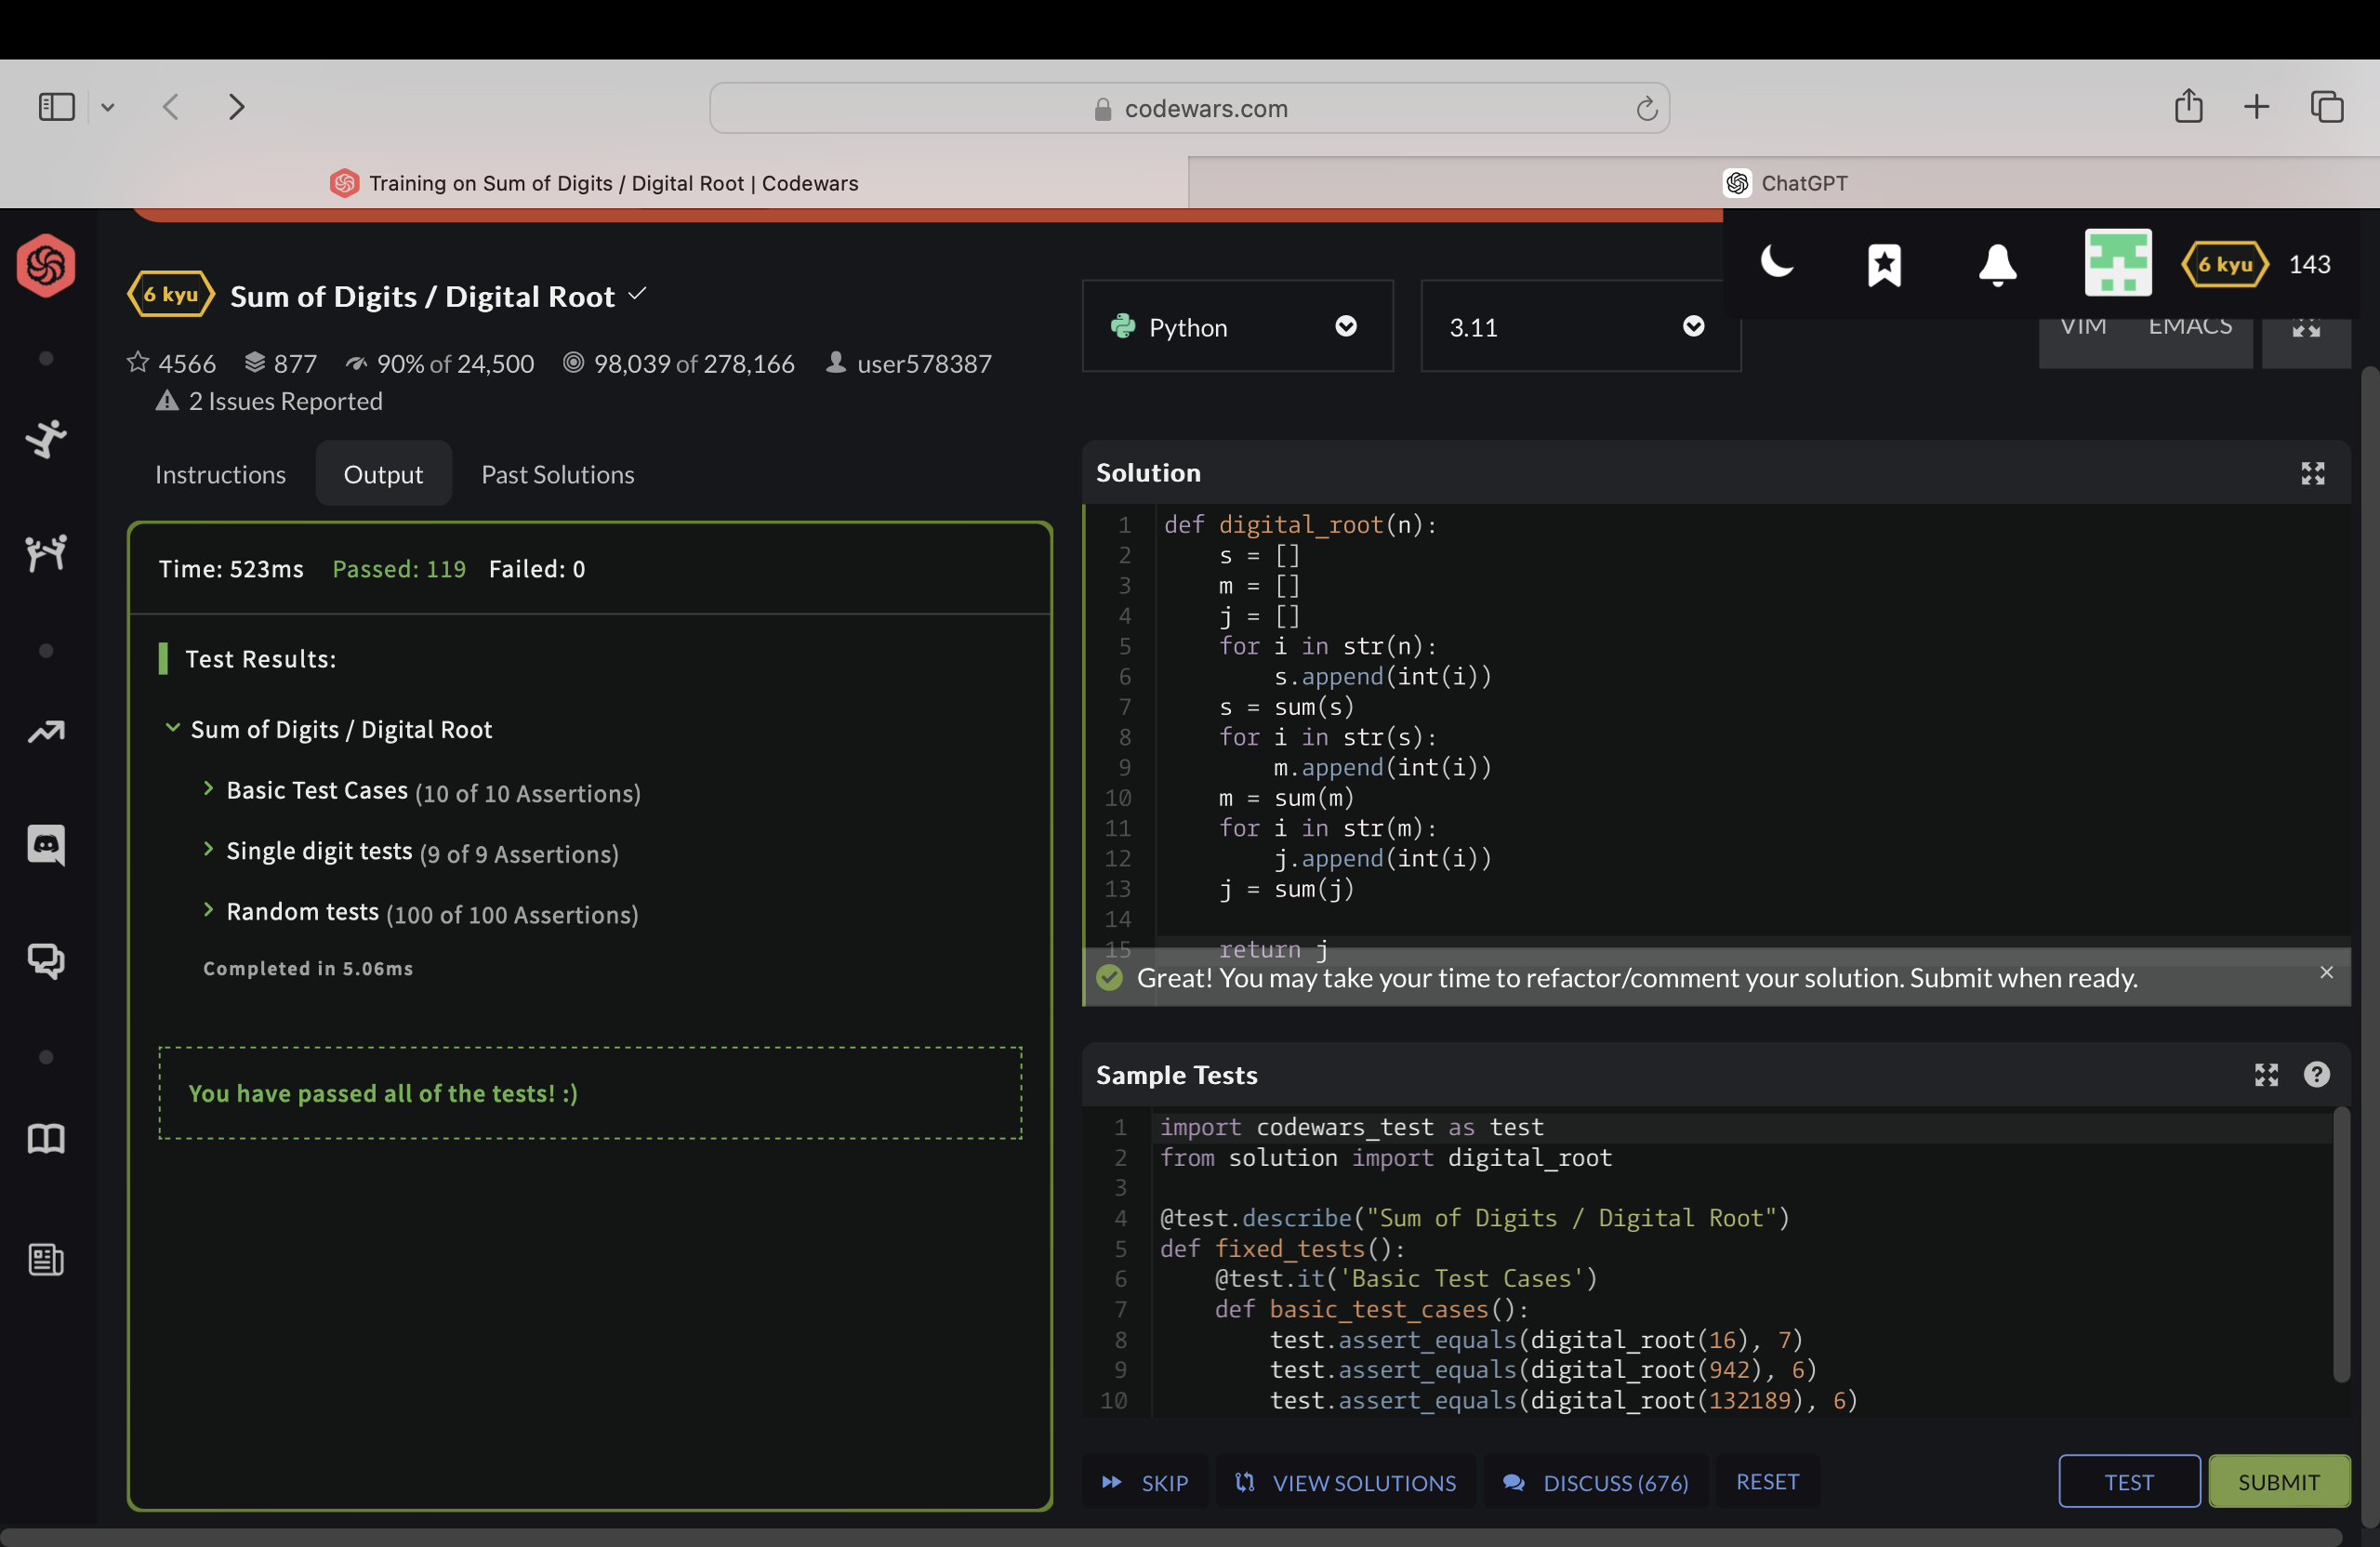 codewars.com
Training on Sum of Digits / Digital Root | Codewars
ChatGPT
6 kyu
143
6 kyu Sum of Digits / Digital Root
4566 877 90% of 24,500 98,039 of 278,166 user578387
2 Issues Reported
Python
3.11
VIM EMACS
Instructions Output Past Solutions
Time: 523ms Passed: 119 Failed: 0
Test Results:
Sum of Digits / Digital Root
Basic Test Cases (10 of 10 Assertions)
Single digit tests (9 of 9 Assertions)
Random tests (100 of 100 Assertions)
Completed in 5.06ms
You have passed all of the tests! :)
Solution
1 def digital_root(n):
2 s = []
3 m = []
4 j = []
5 for i in str(n):
6 s.append(int(i))
7 s = sum(s)
8 for i in str(s):
9 m.append(int(i))
10 m = sum(m)
11 for i in str(m):
12 j.append(int(i))
13 j = sum(j)
14
15 return j
Great! You may take your time to refactor/comment your solution. Submit when ready.
Sample Tests
1 import codewars_test as test
2 from solution import digital_root
3
4 @test.describe("Sum of Digits / Digital Root")
5 def fixed_tests():
6 @test.it('Basic Test Cases')
7 def basic_test_cases():
8 test.assert_equals(digital_root(16), 7)
9 test.assert_equals(digital_root(942), 6)
10 test.assert_equals(digital_root(132189), 6)
SKIP VIEW SOLUTIONS DISCUSS (676) RESET TEST SUBMIT